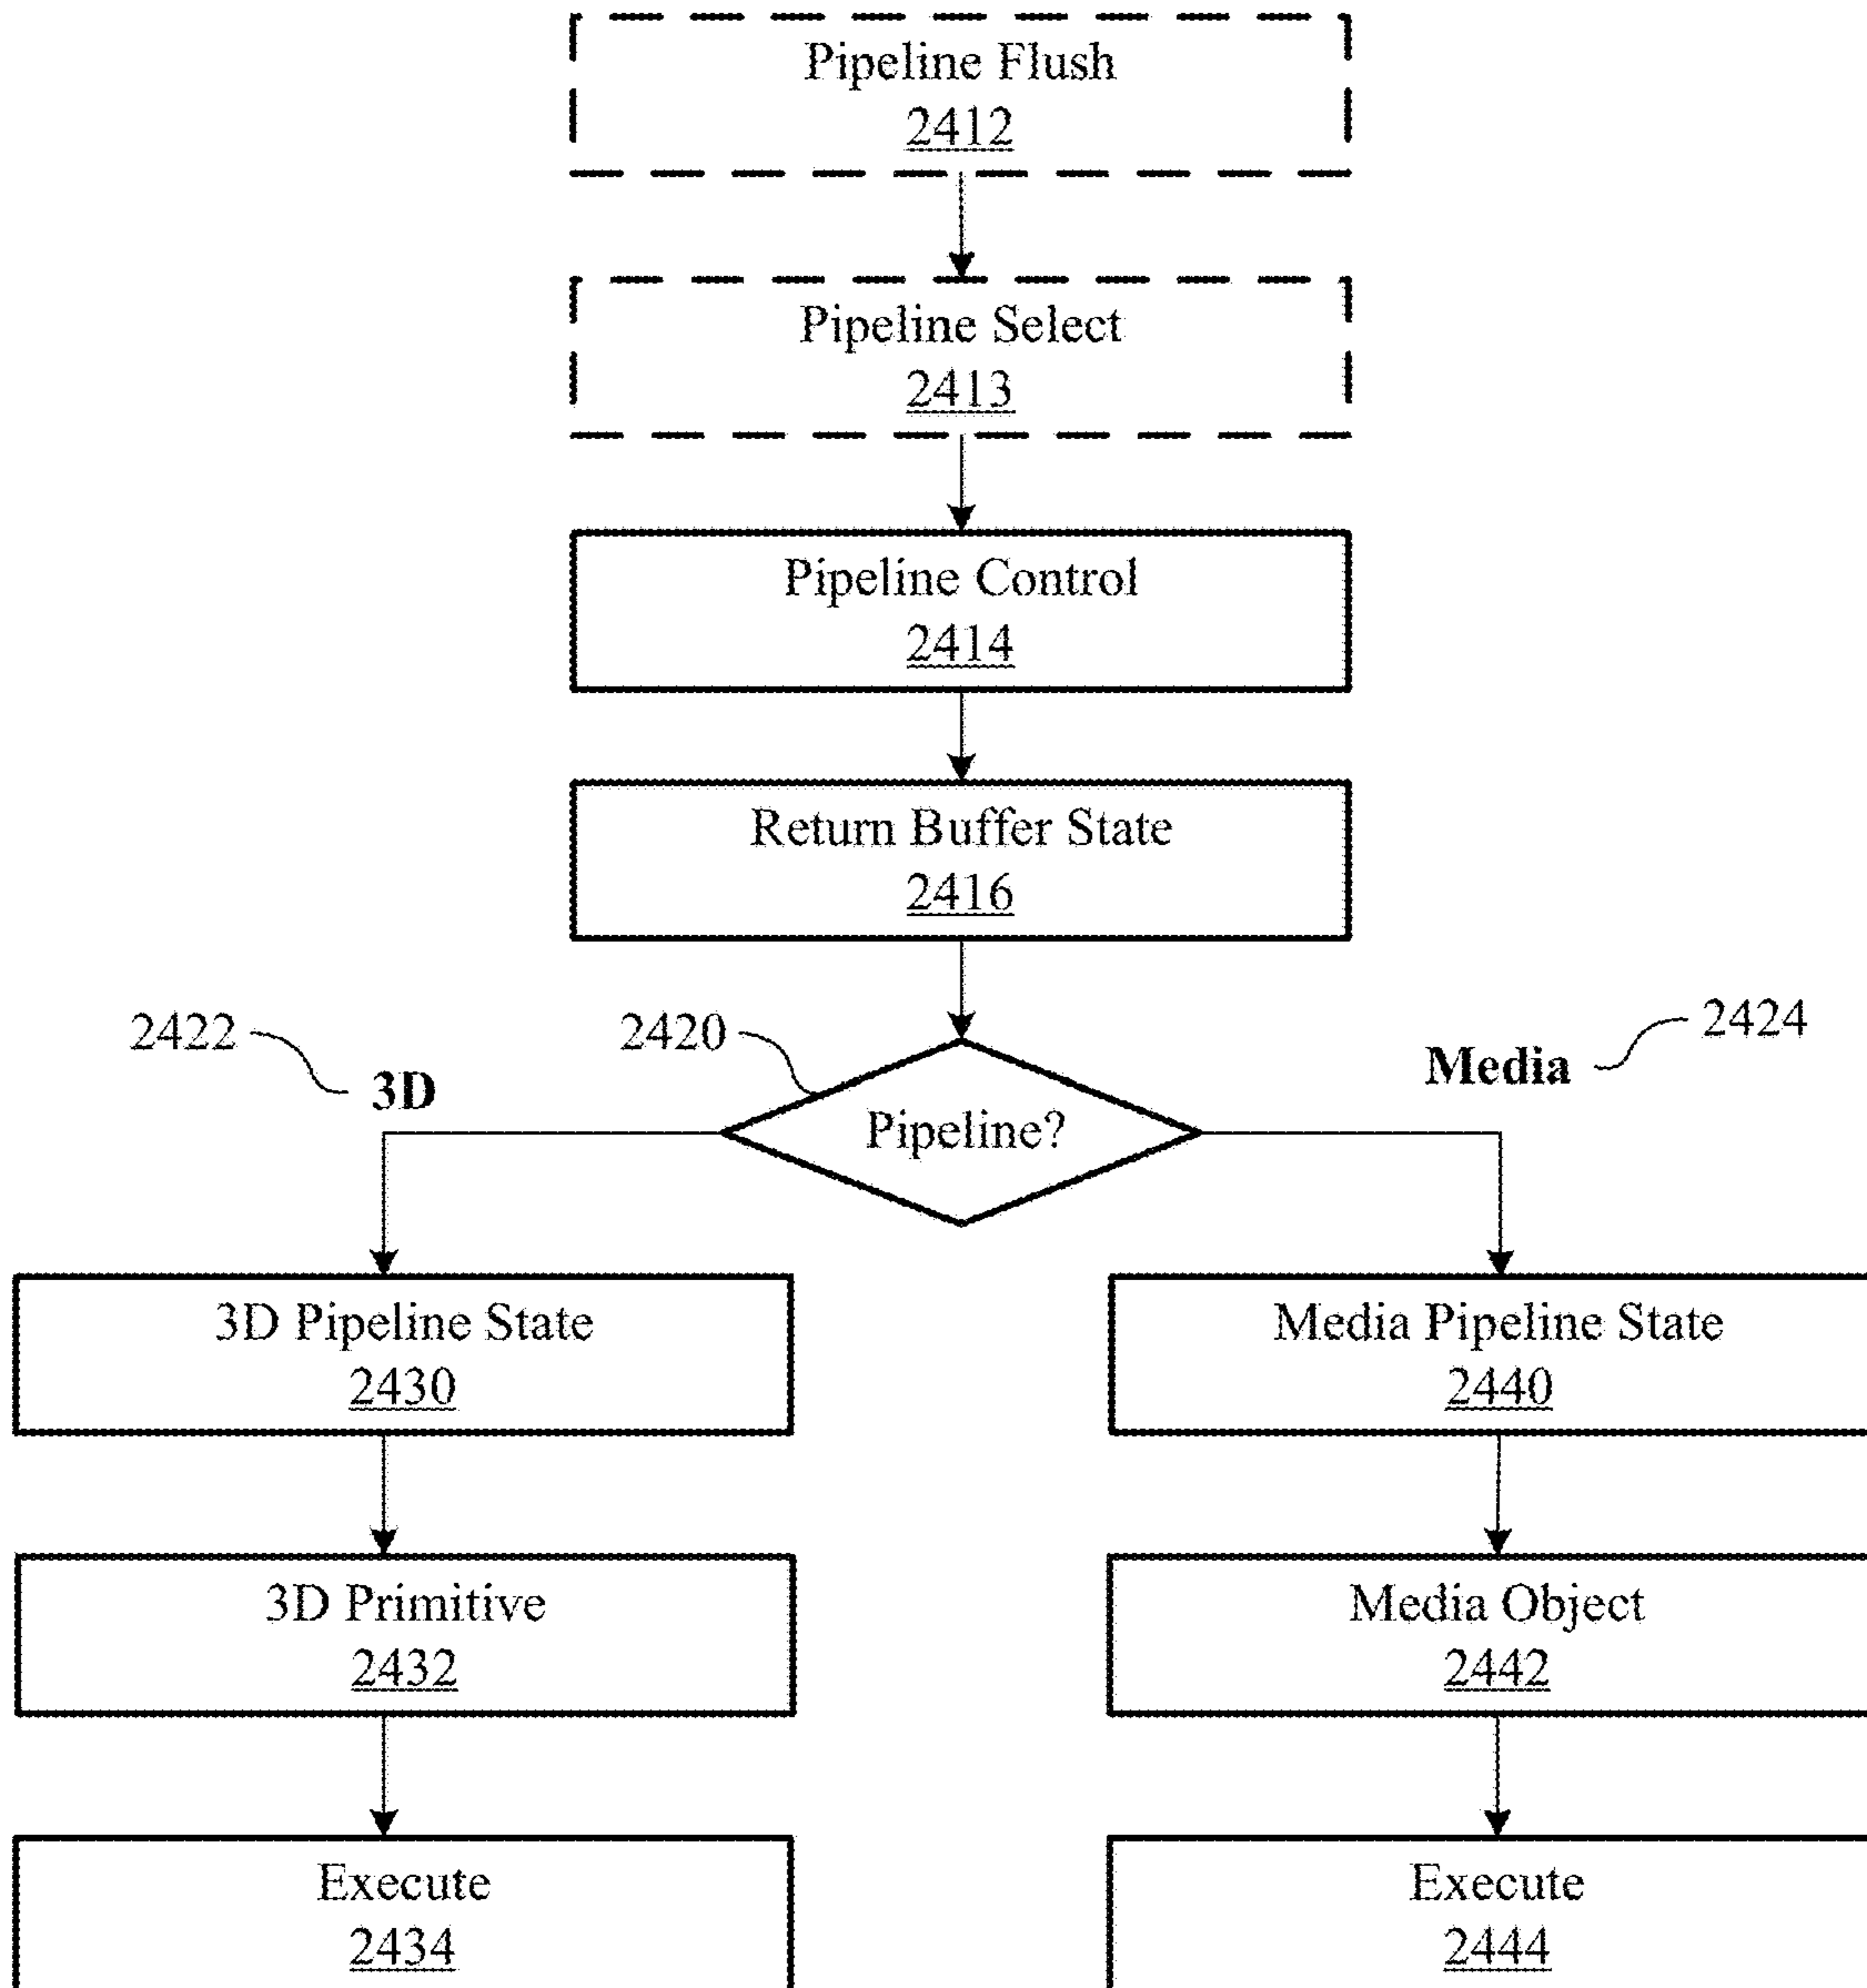 Pipeline Flush
2412
Pipeline Select
2413
Pipeline Control
2414
Return Buffer State
2416
2422
2420
2424
3D
Media
Pipeline?
3D Pipeline State
2430
Media Pipeline State
2440
3D Primitive
2432
Media Object
2442
Execute
2434
Execute
2444